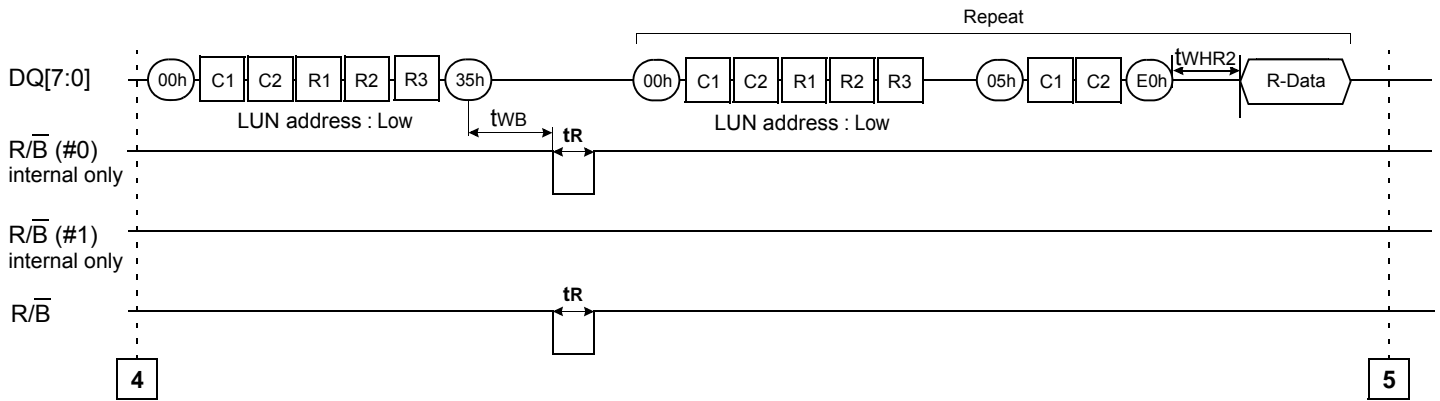 Repeat
DQ[7:0] 00h C1 C2 R1 R2 R3 35h 00h C1 C2 R1 R2 R3 05h C1 C2 E0h tWHR2 R-Data
LUN address : Low tWB tR LUN address : Low
R/B̅ (#0)
internal only
R/B̅ (#1)
internal only
R/B̅ tR
4 5